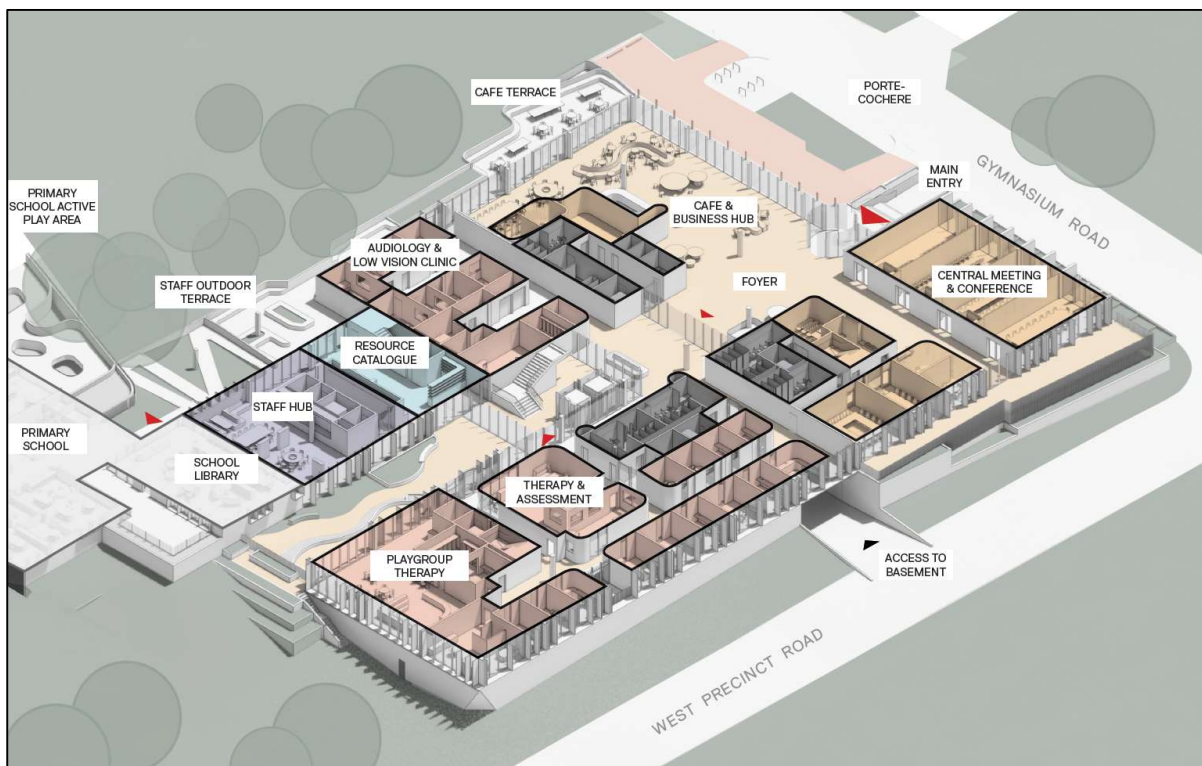 CAFE TERRACE
PORTE-
COCHERE
GYMNASIUM ROAD
MAIN
ENTRY
PRIMARY
SCHOOL ACTIVE
PLAY AREA
CAFE &
BUSINESS HUB
AUDIOLOGY &
LOW VISION CLINIC
STAFF OUTDOOR
TERRACE
FOYER
CENTRAL MEETING
& CONFERENCE
RESOURCE
CATALOGUE
STAFF HUB
PRIMARY
SCHOOL
SCHOOL
LIBRARY
THERAPY &
ASSESSMENT
PLAYGROUP
THERAPY
ACCESS TO
BASEMENT
WEST PRECINCT ROAD